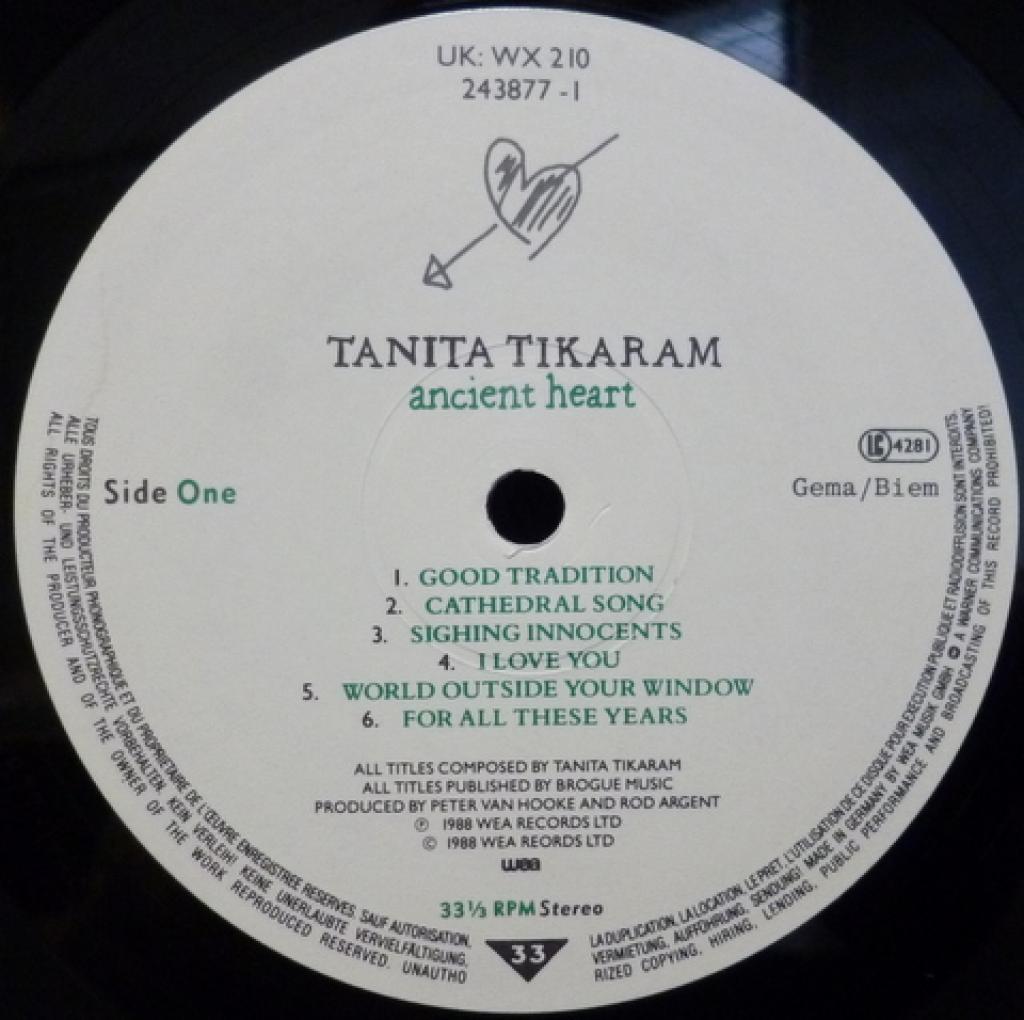 UK: WX 210
243877 - 1
TANITA TIKARAM
ancient heart
LC 4281
Side One
Gema/Biem
1. GOOD TRADITION
2. CATHEDRAL SONG
3. SIGHING INNOCENTS
4. I LOVE YOU
5. WORLD OUTSIDE YOUR WINDOW
6. FOR ALL THESE YEARS
ALL TITLES COMPOSED BY TANITA TIKARAM
ALL TITLES PUBLISHED BY BROGUE MUSIC
PRODUCED BY PETER VAN HOOKE AND ROD ARGENT
℗ 1988 WEA RECORDS LTD
© 1988 WEA REORDS LTD
wea
33⅓ RPM Stereo
33
TOUS DROITS DU PRODUCTEUR PHONOGRAPHIQUE ET DU PROPRIETAIRE DE L'ŒUVRE ENREGISTREE RESERVES. SAUF AUTORISATION, LA DUPLICATION, LA LOCATION, LE PRET, L'UTILISATION DE CE DISQUE POUR EXECUTION PUBLIQUE ET RADIODIFFUSION SONT INTERDITS.
ALLE URHEBER- UND LEISTUNGSSCHUTZRECHTE VORBEHALTEN. KEIN VERLEIH! KEINE UNERLAUBTE VERVIELFÄLTIGUNG, VERMIETUNG, AUFFÜHRUNG, SENDUNG! MADE IN GERMANY BY WEA MUSIK GMBH A WARNER COMMUNICATIONS COMPANY
ALL RIGHTS OF THE PRODUCER AND OF THE OWNER OF THE WORK REPRODUCED RESERVED. UNAUTHORIZED COPYING, HIRING, LENDING, PUBLIC PERFORMANCE AND BROADCASTING OF THIS RECORD PROHIBITED!